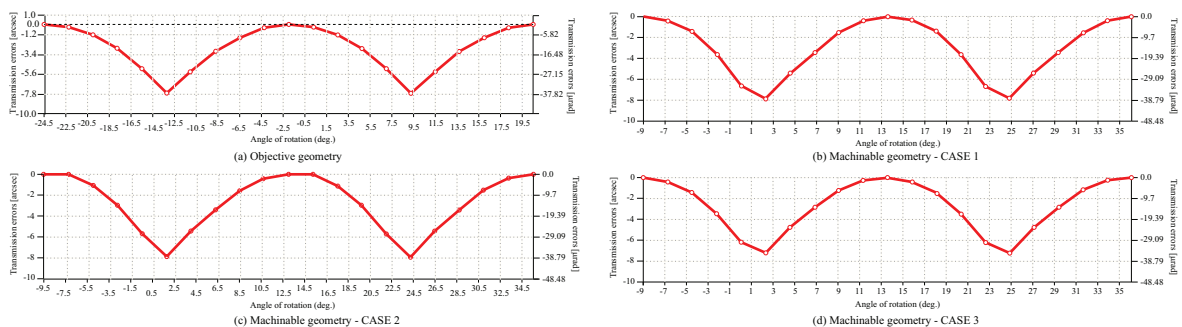 Transmission errors [arcsec]
1.0
0.0
-1.2
-3.4
-5.6
-7.8
-10.0
-5.82
-16.48
-27.15
-37.82
Transmission errors [μrad]
-24.5 -22.5 -20.5 -18.5 -16.5 -14.5 -12.5 -10.5 -8.5 -6.5 -4.5 -2.5 -0.5 1.5 3.5 5.5 7.5 9.5 11.5 13.5 15.5 17.5 19.5
Angle of rotation (deg.)
(a) Objective geometry
Transmission errors [arcsec]
0
-2
-4
-6
-8
-10
0.0
-9.7
-19.39
-29.09
-38.79
-48.48
Transmission errors [μrad]
-9 -7 -5 -3 -1 1 3 5 7 9 11 13 15 17 19 21 23 25 27 29 31 33 35
Angle of rotation (deg.)
(b) Machinable geometry - CASE 1
Transmission errors [arcsec]
0
-2
-4
-6
-8
-10
0.0
-9.7
-19.39
-29.09
-38.79
-48.48
Transmission errors [μrad]
-9.5 -7.5 -5.5 -2.5 0.5 2.5 5.5 6.5 8.5 10.5 12.5 14.5 16.5 18.5 20.5 22.5 24.5 26.5 28.5 30.5 32.5 34.5
Angle of rotation (deg.)
(c) Machinable geometry - CASE 2
Transmission errors [arcsec]
0
-2
-4
-6
-8
-10
0.0
-9.7
-19.39
-29.09
-38.79
-48.48
Transmission errors [μrad]
-9 -7 -5 -3 -1 1 3 5 7 9 11 13 15 17 19 21 23 25 27 29 31 33 35
Angle of rotation (deg.)
(d) Machinable geometry - CASE 3